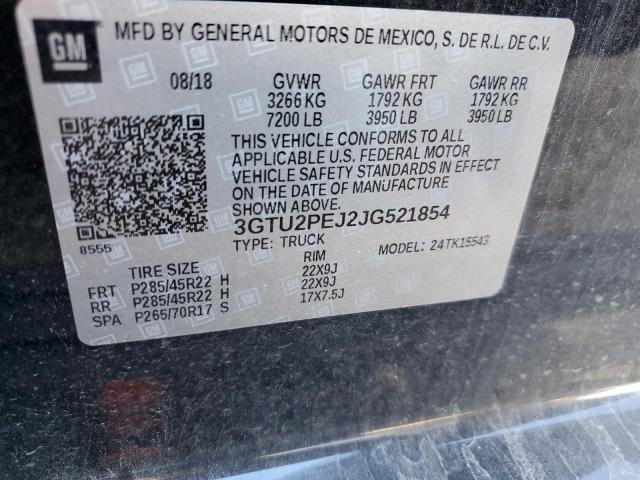 GM
MFD BY GENERAL MOTORS DE MEXICO, S. DE R.L. DE C.V.
08/18 GVWR GAWR FRT GAWR RR
3266 KG 1792 KG 1792 KG
7200 LB 3950 LB 3950 LB
THIS VEHICLE CONFORMS TO ALL
APPLICABLE U.S. FEDERAL MOTOR
VEHICLE SAFETY STANDARDS IN EFFECT
ON THE DATE OF MANUFACTURE
SHOWN ABOVE.
8555
3GTU2PEJ2JG521854
TYPE: TRUCK MODEL: 24TK15543
TIRE SIZE RIM
FRT P285/45R22 H 22X9J
RR P285/45R22 H 22X9J
SPA P265/70R17 S 17X7.5J